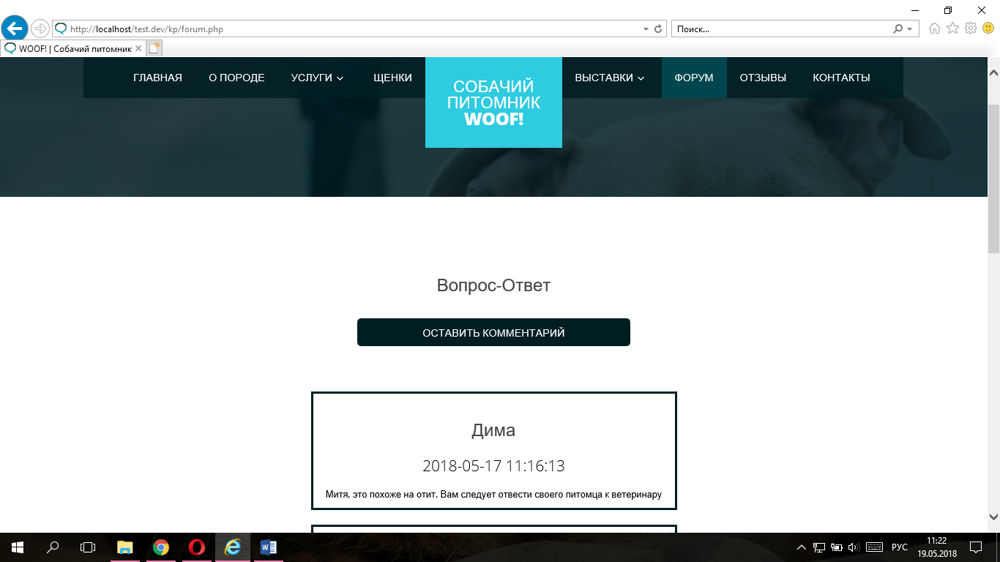 http://localhost/test.dev/kp/forum.php
Поиск...
WOOF! | Собачий питомник
ГЛАВНАЯ
О ПОРОДЕ
УСЛУГИ
ЩЕНКИ
СОБАЧИЙ
ПИТОМНИК
WOOF!
ВЫСТАВКИ
ФОРУМ
ОТЗЫВЫ
КОНТАКТЫ
Вопрос-Ответ
ОСТАВИТЬ КОММЕНТАРИЙ
Дима
2018-05-17 11:16:13
Митя, это похоже на отит. Вам следует отвести своего питомца к ветеринару
РУС
11:22
19.05.2018